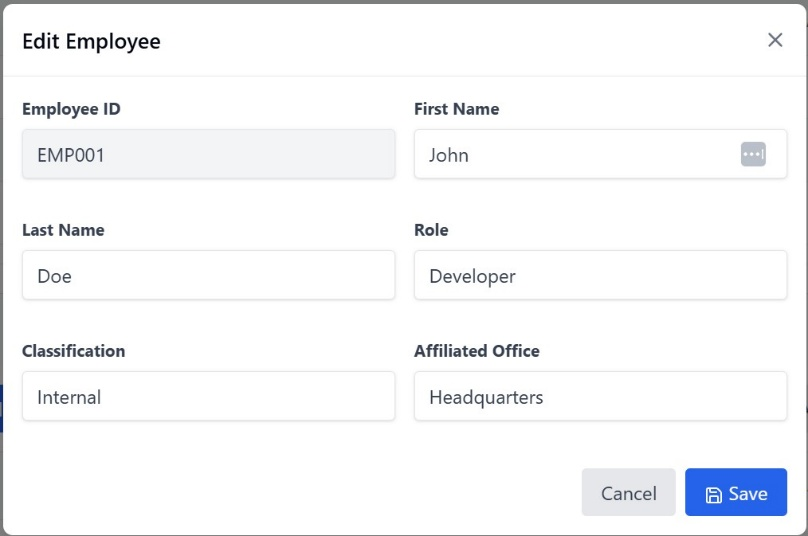 Edit Employee
Employee ID
First Name
EMP001
John
Last Name
Role
Doe
Developer
Classification
Affiliated Office
Internal
Headquarters
Cancel
Save